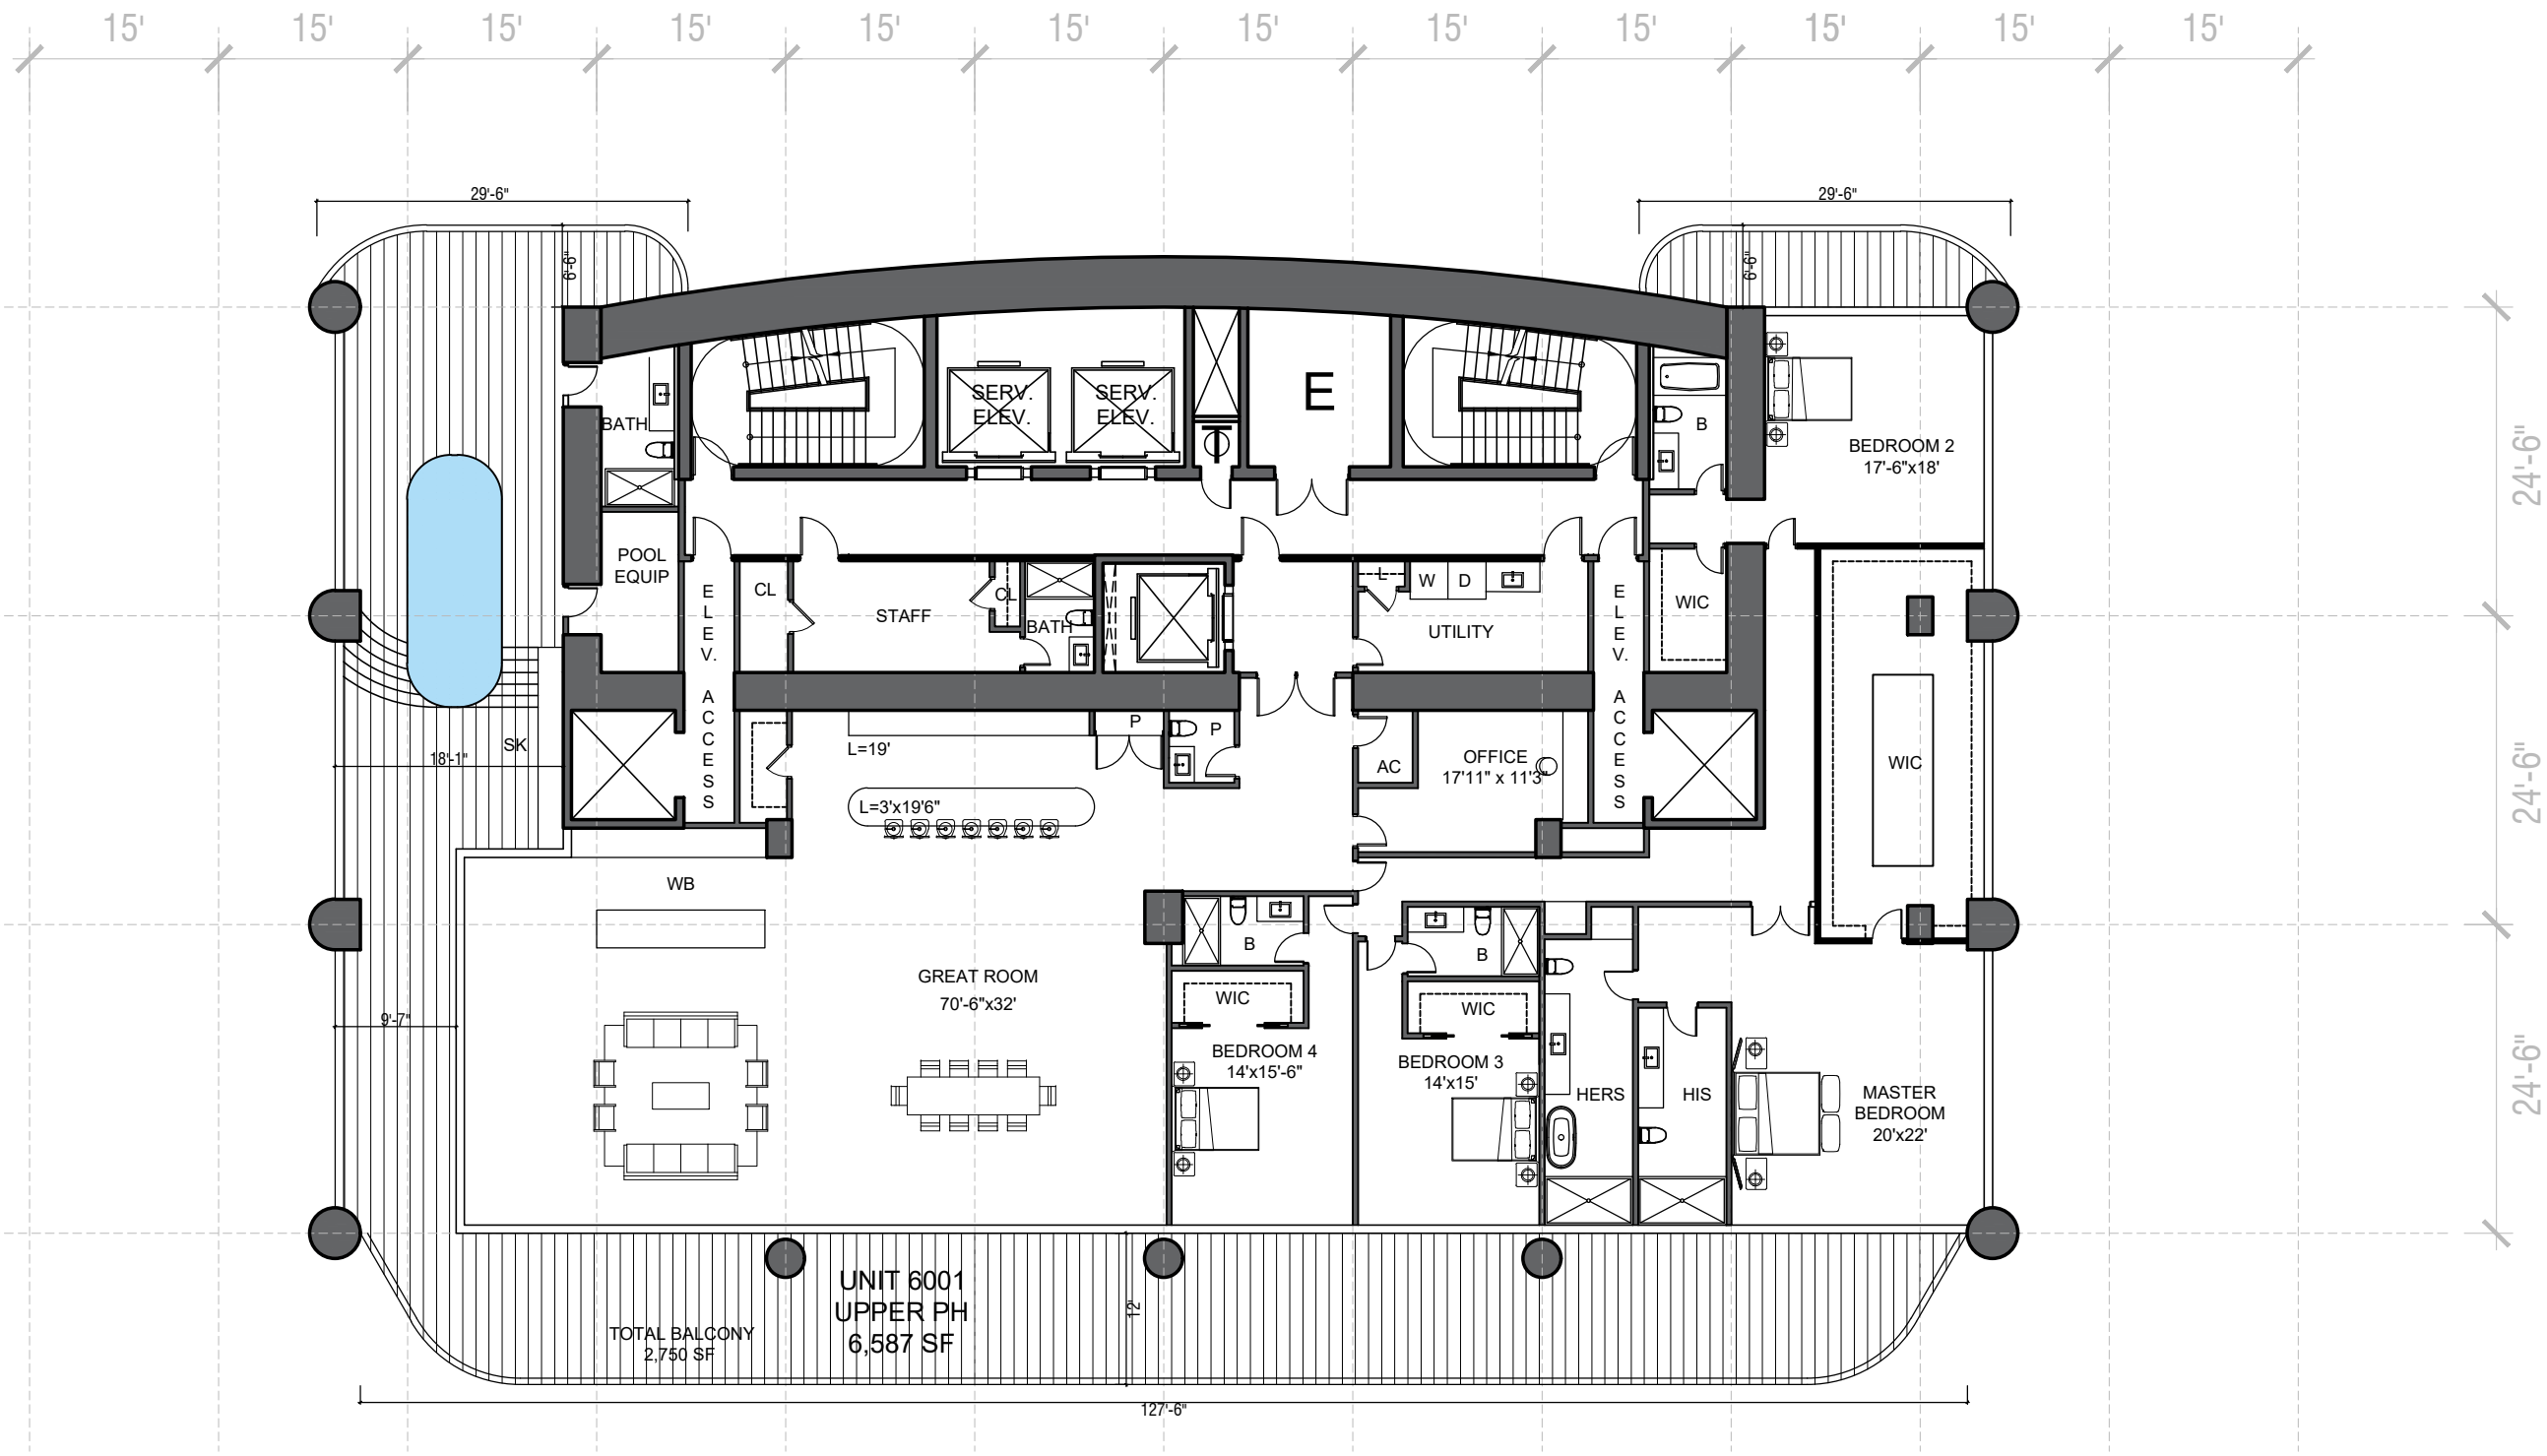 15' 15' 15' 15' 15' 15' 15' 15' 15' 15' 15' 15'
29'-6" 29'-6"
6'-6" 6'-6"
SERV. ELEV.
SERV. ELEV.
E
BATH
B
BEDROOM 2
17'-6"x18'
24'-6"
POOL
EQUIP
ELEV. ACCESS
CL
STAFF
CL
BATH
L
W
D
UTILITY
ELEV. ACCESS
WIC
SK
18'-1"
L=19'
P
P
AC
OFFICE
17'11" x 11'3"
WIC
24'-6"
L=3'x19'6"
WB
GREAT ROOM
70'-6"x32'
9'-7"
B
WIC
BEDROOM 4
14'x15'-6"
B
WIC
BEDROOM 3
14'x15'
HERS
HIS
MASTER
BEDROOM
20'x22'
24'-6"
UNIT 6001
UPPER PH
6,587 SF
TOTAL BALCONY
2,750 SF
12'
127'-6"